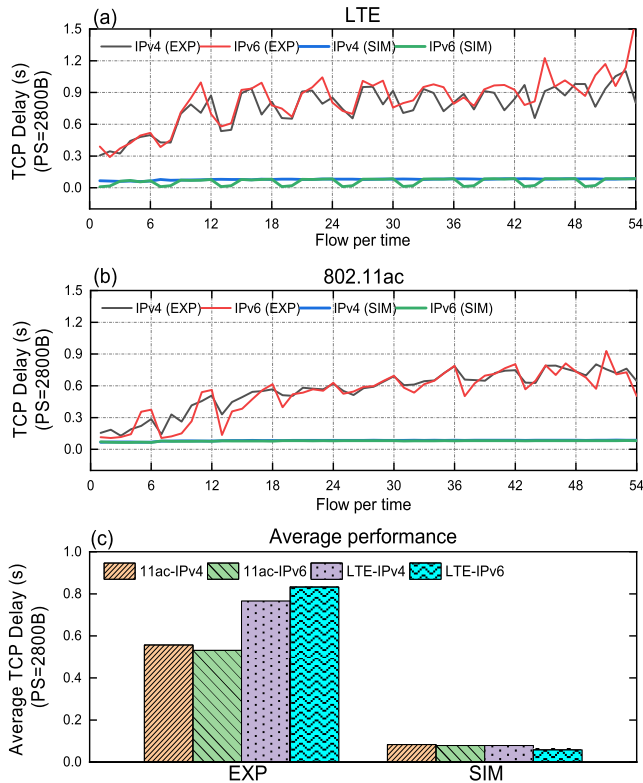 (a) LTE
1.5
IPv4 (EXP) IPv6 (EXP) IPv4 (SIM) IPv6 (SIM)
1.2
0.9
0.6
0.3
0.0
TCP Delay (s)
(PS=2800B)
0 6 12 18 24 30 36 42 48 54
Flow per time
(b) 802.11ac
1.5
IPv4 (EXP) IPv6 (EXP) IPv4 (SIM) IPv6 (SIM)
1.2
0.9
0.6
0.3
0.0
TCP Delay (s)
(PS=2800B)
0 6 12 18 24 30 36 42 48 54
Flow per time
(c) Average performance
1.0
11ac-IPv4 11ac-IPv6 LTE-IPv4 LTE-IPv6
0.8
0.6
0.4
0.2
0.0
Average TCP Delay (s)
(PS=2800B)
EXP SIM